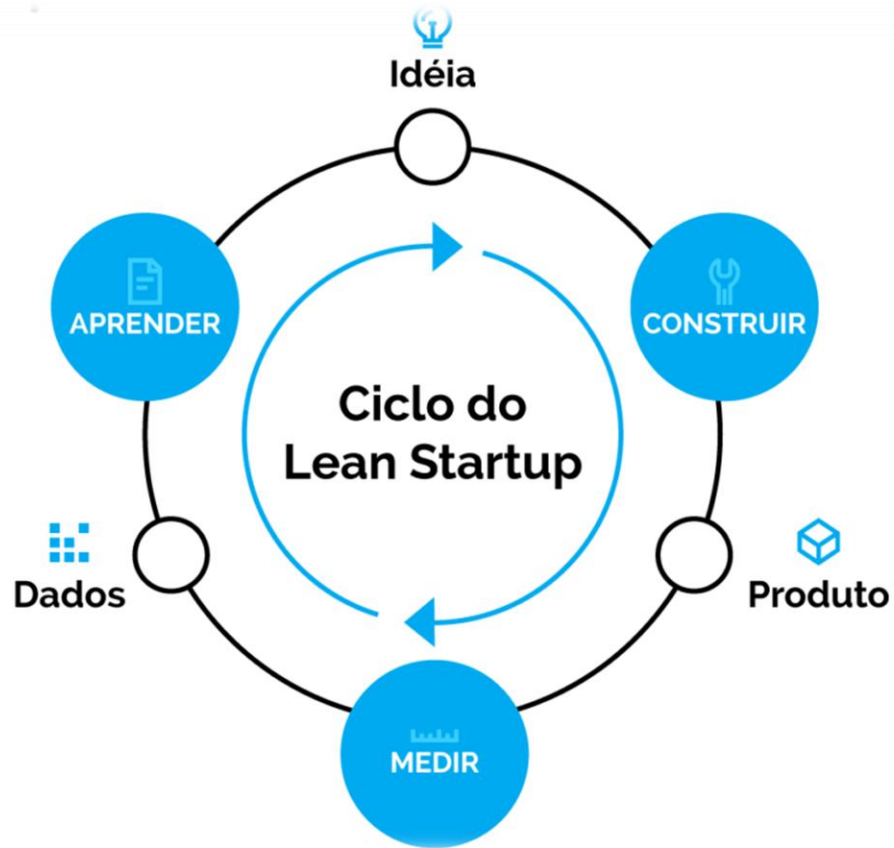 Idéia
APRENDER
CONSTRUIR
Ciclo do
Lean Startup
Dados
Produto
MEDIR